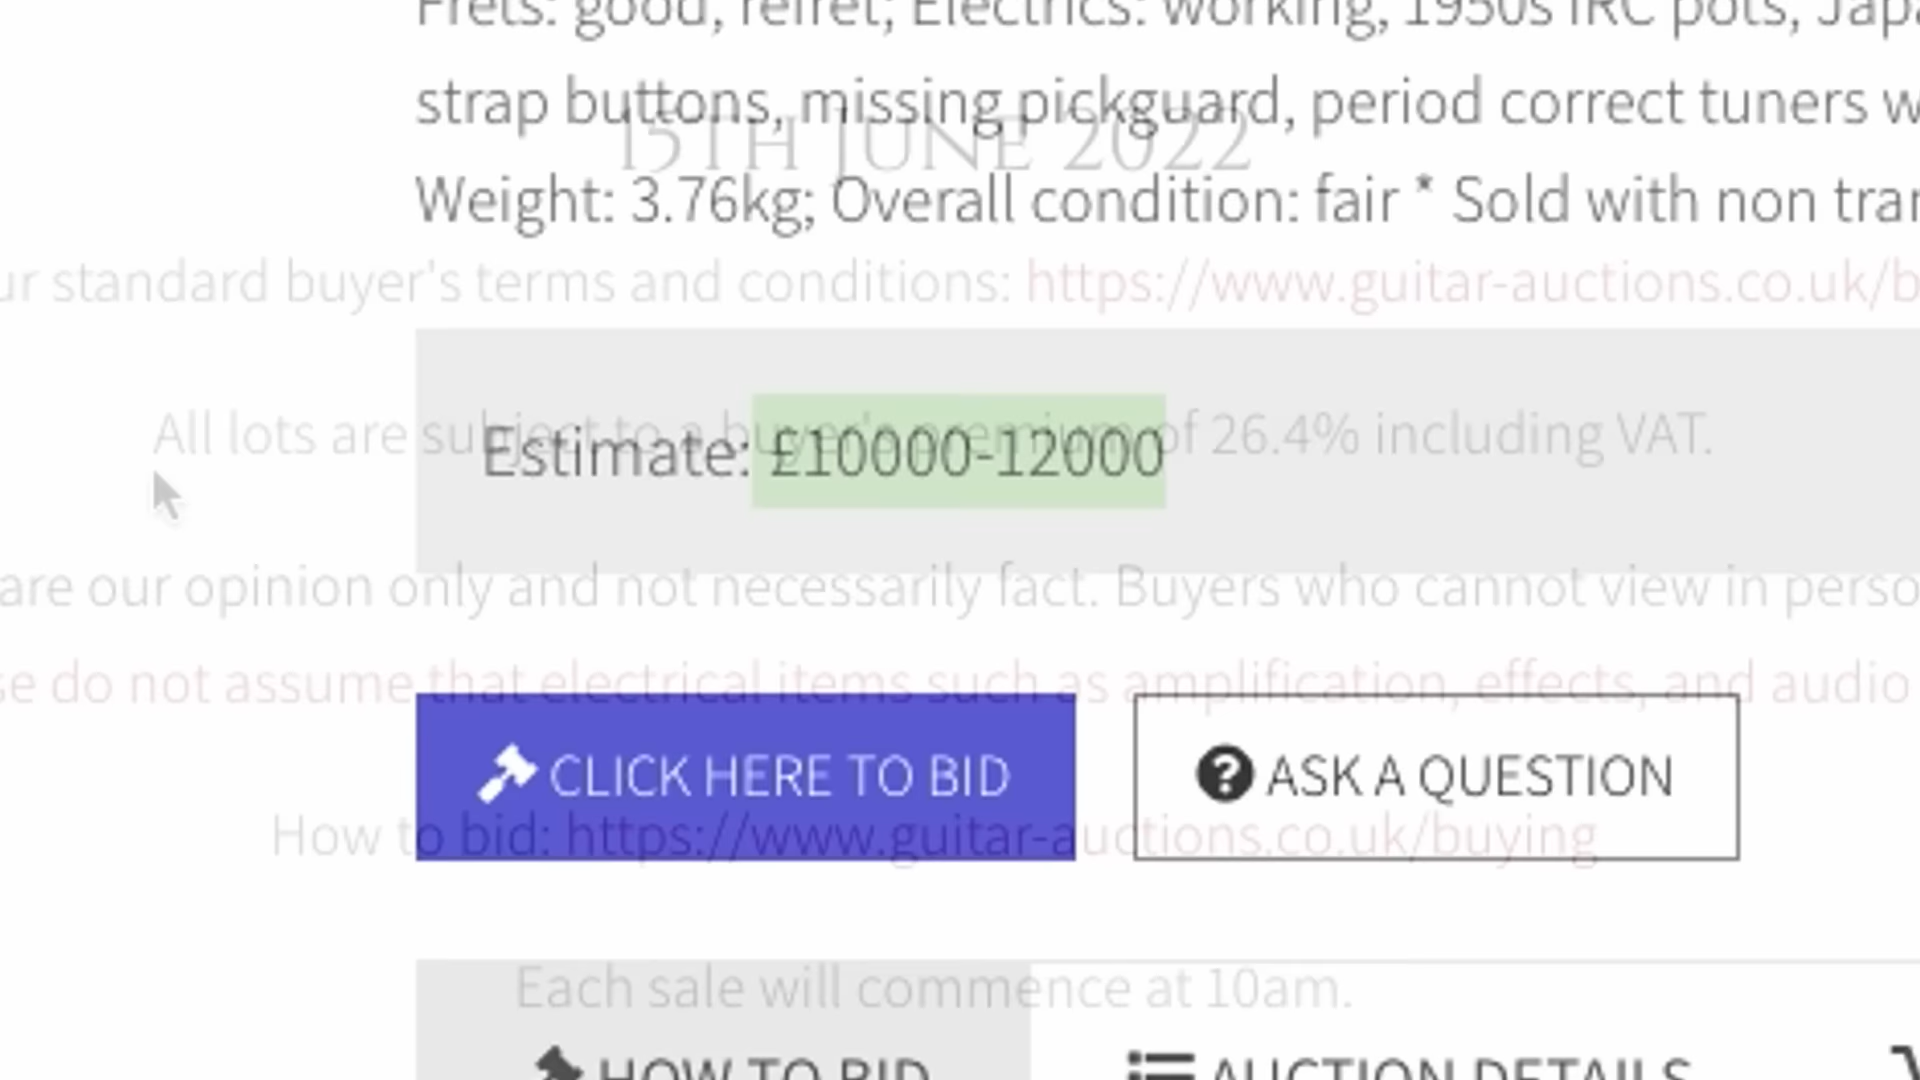 Frets: good, refret; Electrics: working, 1950s IRC pots,
strap buttons, missing pickguard, period correct tuners
15TH JUNE 2022
Weight: 3.76kg; Overall condition: fair * Sold with non
standard buyer's terms and conditions: https://www.guitar-auctions.co.uk/b
All lots are subject to a buyer's premium of 26.4% including VAT.
Estimate: £10000-12000
are our opinion only and not necessarily fact. Buyers who cannot view in
do not assume that electrical items such as amplification, effects, and audio
CLICK HERE TO BID
ASK A QUESTION
How to bid: https://www.guitar-auctions.co.uk/buying
Each sale will commence at 10am.
HOW TO BID
AUCTION DETAILS